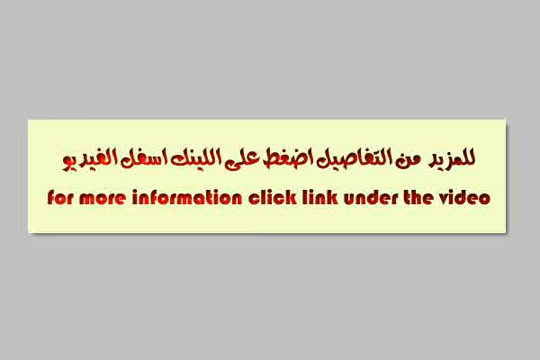 للمزيد من التفاصيل اضغط على اللينك اسفل الفيديو
for more information click link under the video